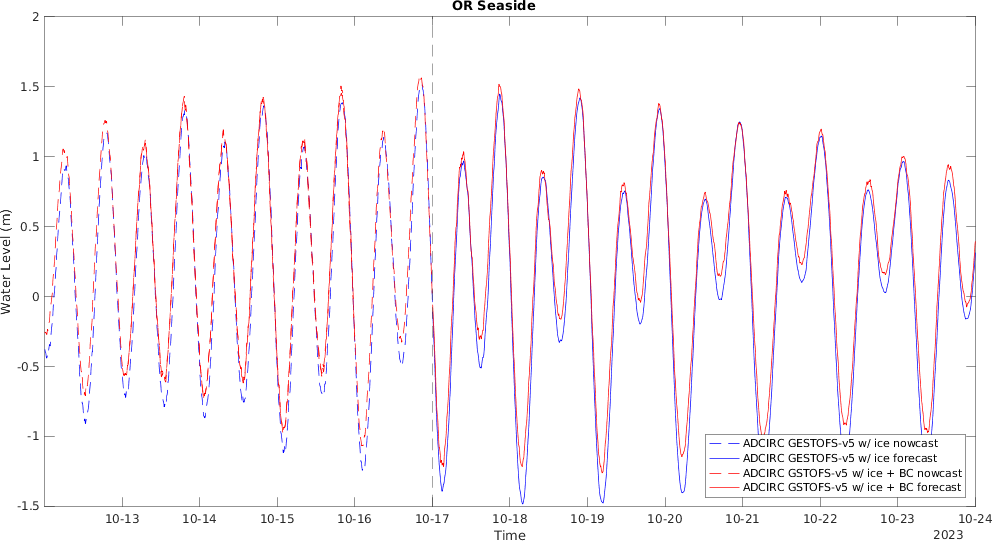 OR Seaside
2
1.5
1
0.5
0
-0.5
-1
-1.5
Water Level (m)
ADCIRC GESTOFS-v5 w/ ice nowcast
ADCIRC GESTOFS-v5 w/ ice forecast
ADCIRC GSTOFS-v5 w/ ice + BC nowcast
ADCIRC GSTOFS-v5 w/ ice + BC forecast
10-13 10-14 10-15 10-16 10-17 10-18 10-19 10-20 10-21 10-22 10-23 10-24
Time
2023